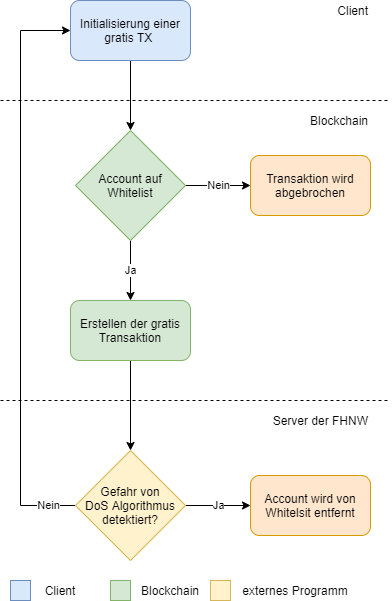 Client
Initialisierung einer
gratis TX
Blockchain
Account auf
Whitelist
Nein
Transaktion wird
abgebrochen
Ja
Erstellen der gratis
Transaktion
Server der FHNW
Gefahr von
DoS Algorithmus
detektiert?
Nein
Ja
Account wird von
Whitelsit entfernt
Client
Blockchain
externes Programm